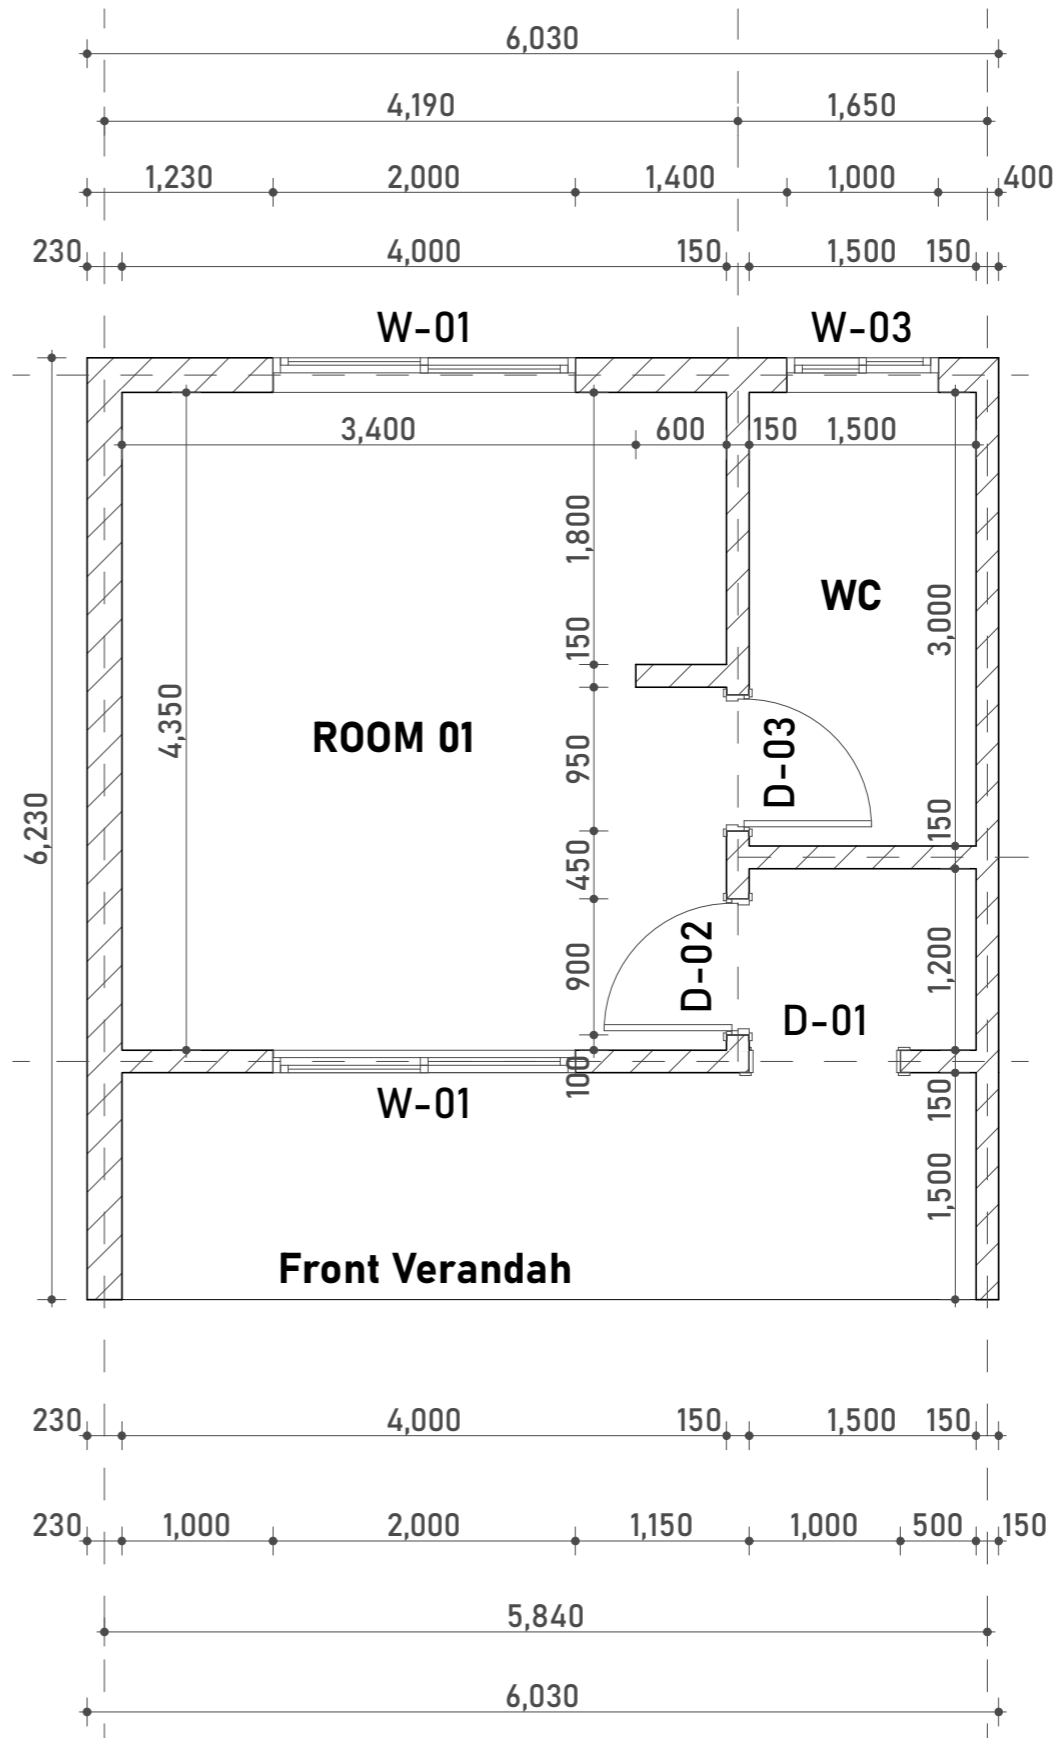 6,030
4,190 1,650
1,230 2,000 1,400 1,000 400
230 4,000 150 1,500 150
W-01 W-03
3,400 600 150 1,500
1,800
WC
3,000
150
4,350
ROOM 01
950
D-03
6,230
150
450
900
D-02
1,200
D-01
100
W-01
150
1,500
Front Verandah
230 4,000 150 1,500 150
230 1,000 2,000 1,150 1,000 500 150
5,840
6,030